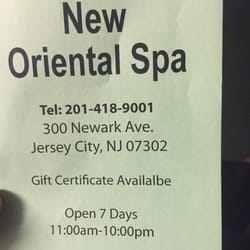 New
Oriental Spa
Tel: 201-418-9001
300 Newark Ave.
Jersey City, NJ 07302
Gift Certificate Availalbe
Open 7 Days
11:00am-10:00pm